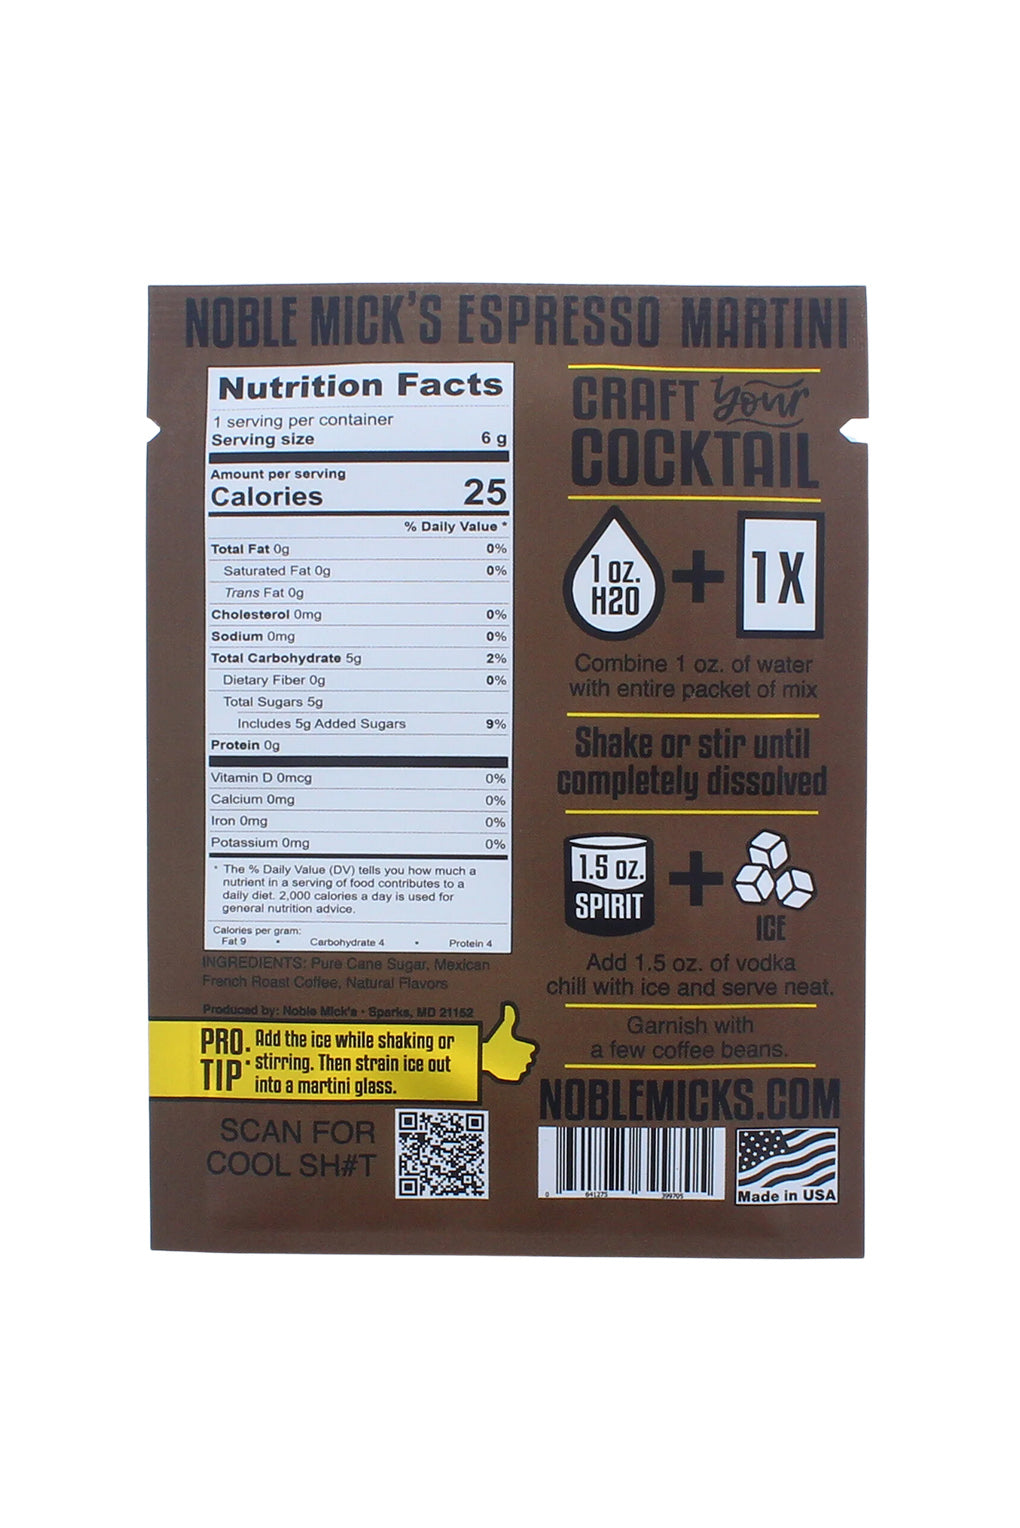 NOBLE MICK'S ESPRESSO MARTINI
Nutrition Facts
1 serving per container
Serving size 6 g
Amount per serving
Calories 25
% Daily Value *
Total Fat 0g 0%
Saturated Fat 0g 0%
Trans Fat 0g
Cholesterol 0mg 0%
Sodium 0mg 0%
Total Carbohydrate 5g 2%
Dietary Fiber 0g 0%
Total Sugars 5g
Includes 5g Added Sugars 9%
Protein 0g
Vitamin D 0mcg 0%
Calcium 0mg 0%
Iron 0mg 0%
Potassium 0mg 0%
* The % Daily Value (DV) tells you how much a
nutrient in a serving of food contributes to a
daily diet. 2,000 calories a day is used for
general nutrition advice.
Calories per gram:
Fat 9 • Carbohydrate 4 • Protein 4
INGREDIENTS: Pure Cane Sugar, Mexican
French Roast Coffee, Natural Flavors
Produced by: Noble Mick's • Sparks, MD 21152
PRO.
TIP:
Add the ice while shaking or
stirring. Then strain ice out
into a martini glass.
SCAN FOR
COOL SH#T
CRAFT your
COCKTAIL
1 oz.
H20
+
1X
Combine 1 oz. of water
with entire packet of mix
Shake or stir until
completely dissolved
1.5 oz.
SPIRIT
+
ICE
Add 1.5 oz. of vodka
chill with ice and serve neat.
Garnish with
a few coffee beans.
NOBLEMICKS.COM
0 641275 399705
Made in USA